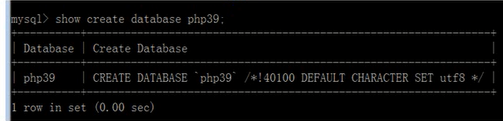 mysql> show create database php39;
+----------+----------------------------------------------------------------+
| Database | Create Database                                                |
+----------+----------------------------------------------------------------+
| php39    | CREATE DATABASE `php39` /*!40100 DEFAULT CHARACTER SET utf8 */ |
+----------+----------------------------------------------------------------+
1 row in set (0.00 sec)